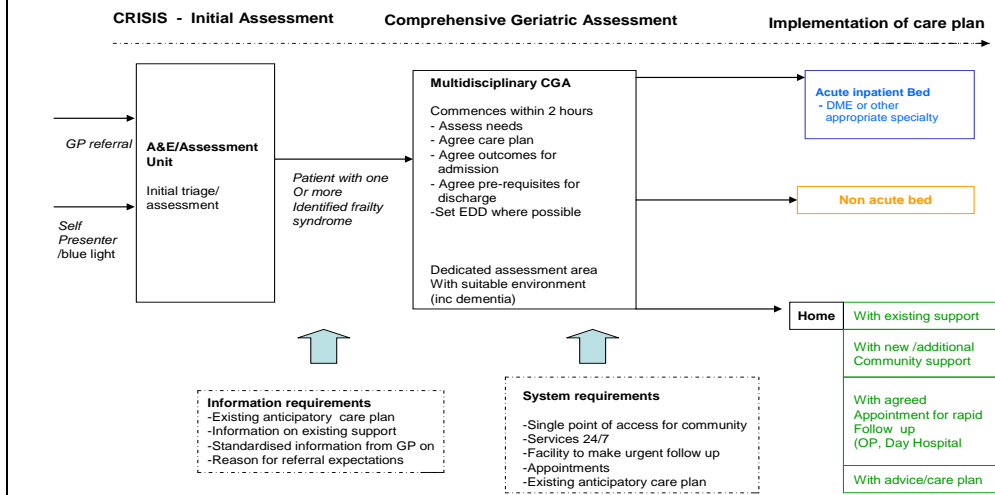 CRISIS - Initial Assessment
Comprehensive Geriatric Assessment
Implementation of care plan
GP referral
Self
Presenter
/blue light
A&E/Assessment
Unit
Initial triage/
assessment
Patient with one
Or more
Identified frailty
syndrome
Multidisciplinary CGA
Commences within 2 hours
- Assess needs
- Agree care plan
- Agree outcomes for
admission
- Agree pre-requisites for
discharge
-Set EDD where possible
Dedicated assessment area
With suitable environment
(inc dementia)
Acute inpatient Bed
- DME or other
appropriate specialty
Non acute bed
Home
With existing support
With new /additional
Community support
With agreed
Appointment for rapid
Follow up
(OP, Day Hospital
With advice/care plan
Information requirements
-Existing anticipatory care plan
-Information on existing support
-Standardised information from GP on
-Reason for referral expectations
System requirements
-Single point of access for community
-Services 24/7
-Facility to make urgent follow up
-Appointments
-Existing anticipatory care plan